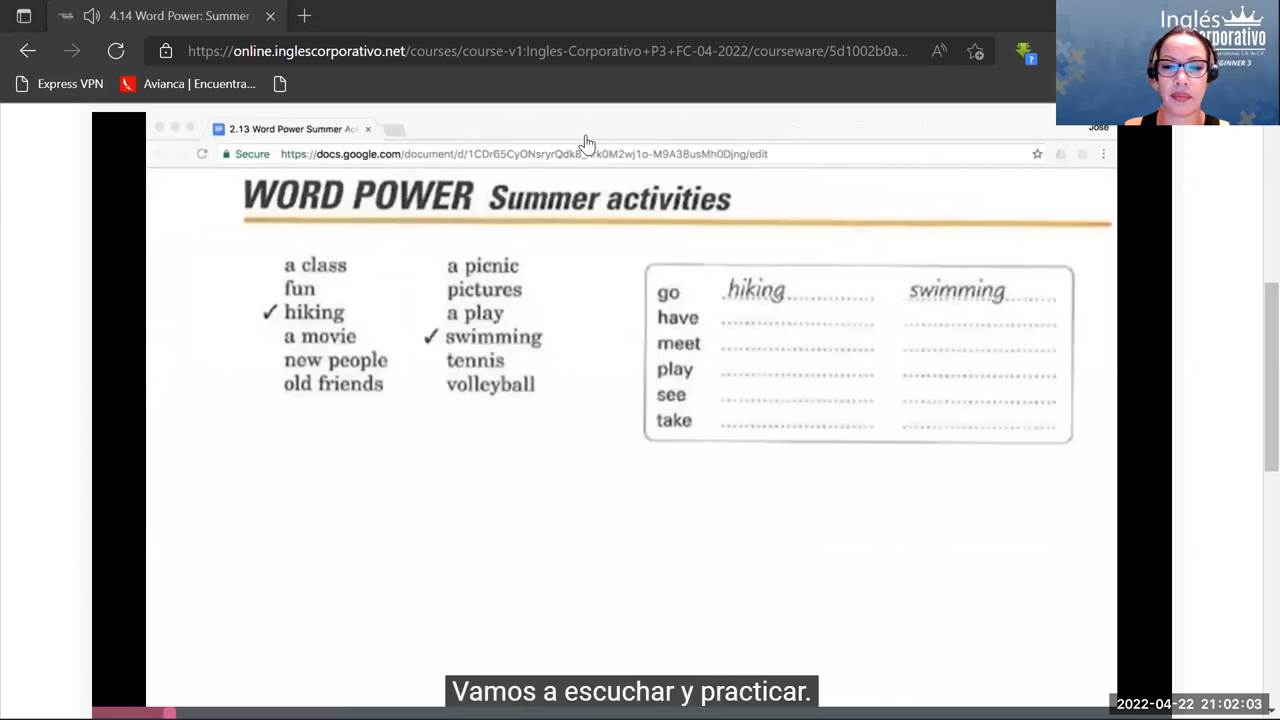 4.14 Word Power: Summer
https://online.inglescorporativo.net/courses/course-v1:Ingles-Corporativo+P3+FC-04-2022/courseware/5d1002b0a...
Express VPN
Avianca | Encuentra...
Inglés
Corporativo
2.13 Word Power Summer Ac
Jose
Secure
WORD POWER Summer activities
a class
fun
✓ hiking
a movie
new people
old friends
a picnic
pictures
a play
✓ swimming
tennis
volleyball
go hiking swimming
have
meet
play
see
take
Vamos a escuchar y practicar.
2022-04-22 21:02:03